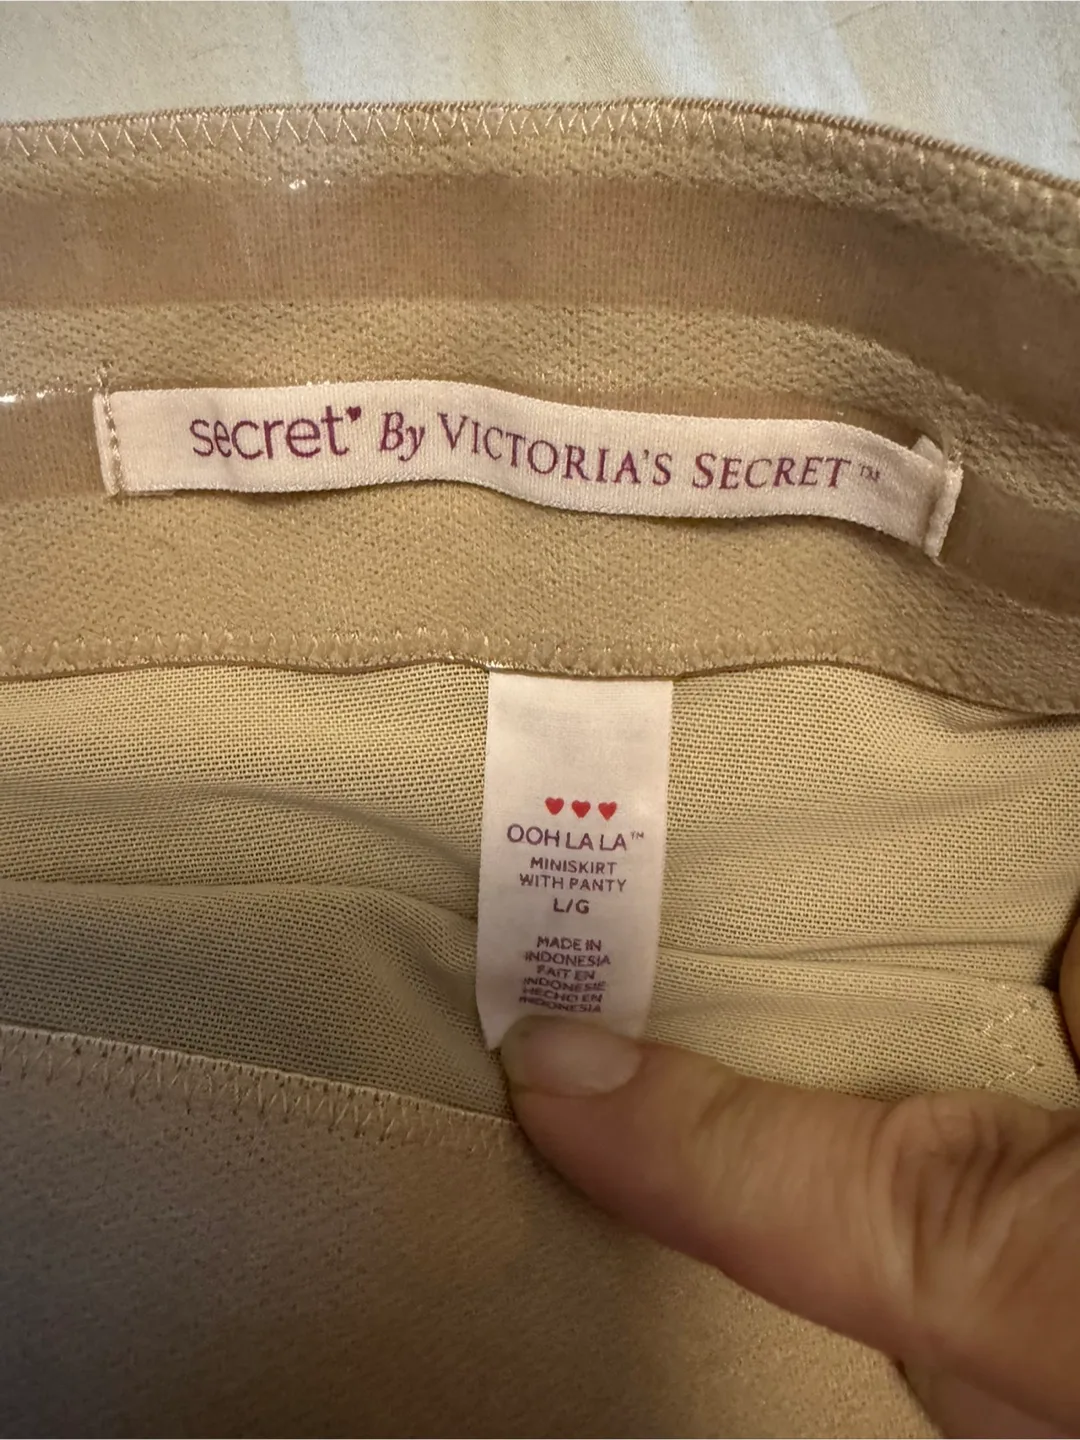 secret♥ By VICTORIA'S SECRET™
♥♥♥
OOH LA LA™
MINISKIRT
WITH PANTY
L/G
MADE IN
INDONESIA
FAIT EN
INDONESIE
HECHO EN
INDONESIA